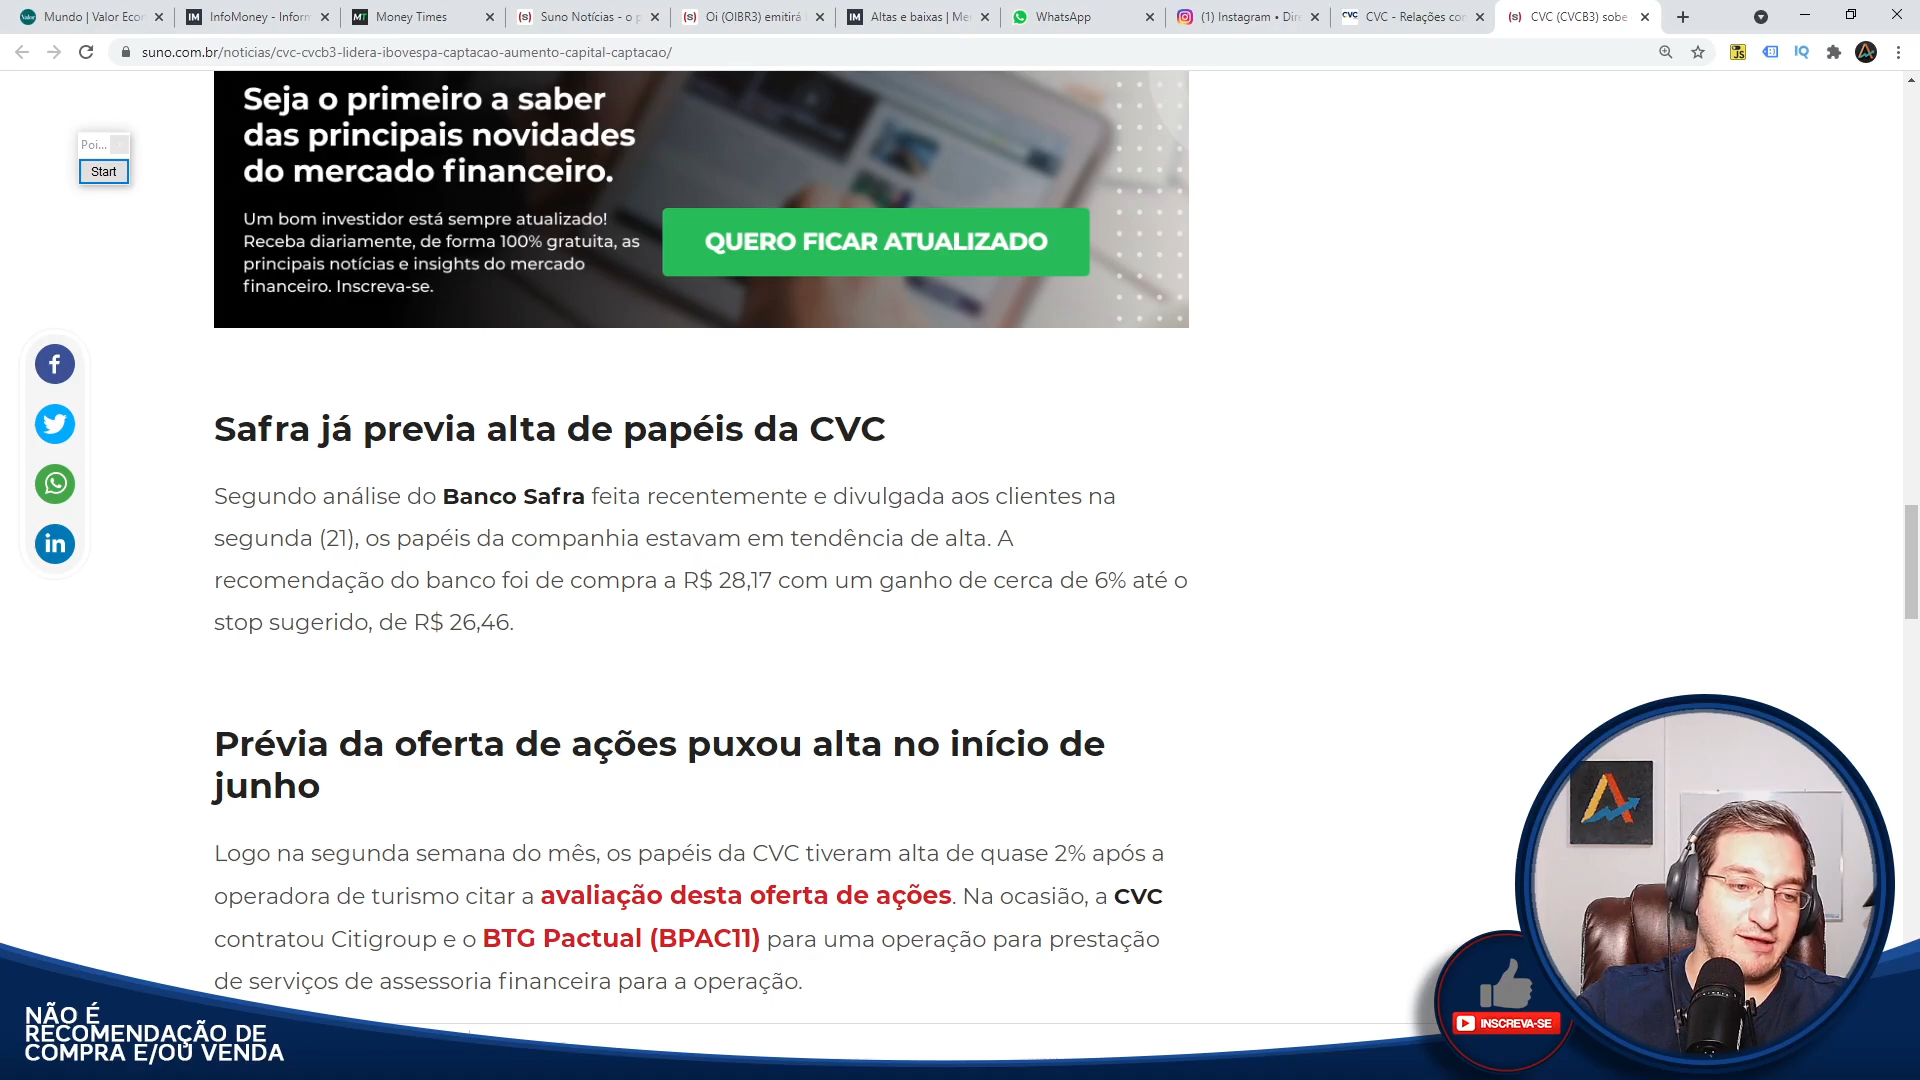 Mundo | Valor Econ
InfoMoney - Inform
Money Times
Suno Notícias - o p
Oi (OIBR3) emitirá
Altas e baixas | Me
WhatsApp
(1) Instagram • Dire
CVC - Relações con
CVC (CVCB3) sobe
suno.com.br/noticias/cvc-cvcb3-lidera-ibovespa-captacao-aumento-capital-captacao/
Seja o primeiro a saber
das principais novidades
do mercado financeiro.
Um bom investidor está sempre atualizado!
Receba diariamente, de forma 100% gratuita, as
principais notícias e insights do mercado
financeiro. Inscreva-se.
QUERO FICAR ATUALIZADO
Poi...
Start
Safra já previa alta de papéis da CVC
Segundo análise do Banco Safra feita recentemente e divulgada aos clientes na
segunda (21), os papéis da companhia estavam em tendência de alta. A
recomendação do banco foi de compra a R$ 28,17 com um ganho de cerca de 6% até o
stop sugerido, de R$ 26,46.
Prévia da oferta de ações puxou alta no início de
junho
Logo na segunda semana do mês, os papéis da CVC tiveram alta de quase 2% após a
operadora de turismo citar a avaliação desta oferta de ações. Na ocasião, a CVC
contratou Citigroup e o BTG Pactual (BPAC11) para uma operação para prestação
de serviços de assessoria financeira para a operação.
NÃO É
RECOMENDAÇÃO DE
COMPRA E/OU VENDA
INSCREVA-SE